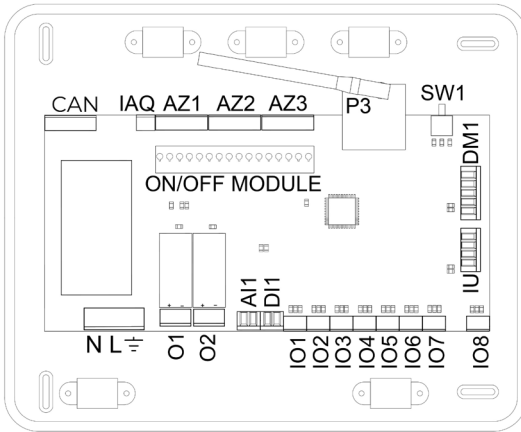 CAN IAQ AZ1 AZ2 AZ3 P3 SW1
DM1
ON/OFF MODULE
IU
AI1 DI1
N L O1 O2 IO1 IO2 IO3 IO4 IO5 IO6 IO7 IO8